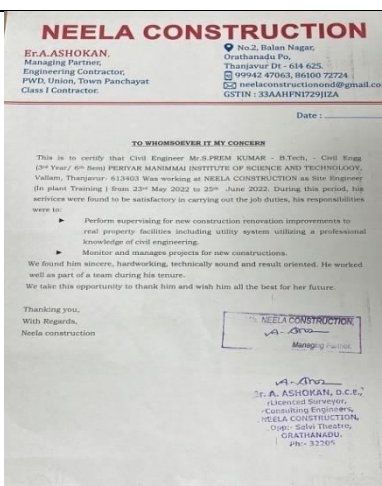 NEELA CONSTRUCTION
Er.A.ASHOKAN,
Managing Partner,
Engineering Contractor,
PWD, Union, Town Panchayat
Class I Contractor.
No.2, Balan Nagar,
Orathanadu Po,
Thanjavur Dt - 614 625.
99942 47063, 86100 72724
neelaconstructionond@gmail.co
GSTIN : 33AAHFN1729J1ZA
Date :
TO WHOMSOEVER IT MY CONCERN
This is to certify that Civil Engineer Mr.S.PREM KUMAR - B.Tech, - Civil Engg
(3rd Year/ 6th Sem) PERIYAR MANIMMAI INSTITUTE OF SCIENCE AND TECHNOLOGY,
Vallam, Thanjavur- 613403 Was working at NEELA CONSTRUCTION as Site Engineer
(In plant Training ) from 23rd May 2022 to 25th June 2022. During this period, his
serivices were found to be satisfactory in carrying out the job duties, his responsibilities
were to:
► Perform supervising for new construction renovation improvements to
real property facilities including utility system utilizing a professional
knowledge of civil engineering.
► Monitor and manages projects for new constructions.
We found him sincere, hardworking, technically sound and result oriented. He worked
well as part of a team during his tenure.
We take this opportunity to thank him and wish him all the best for her future.
Thanking you,
With Regards,
Neela construction
NEELA CONSTRUCTION,
Managing Partner
Er. A. ASHOKAN, D.C.E.,
Licenced Surveyor,
Consulting Engineers,
NEELA CONSTRUCTION,
Opp:- Selvi Theatre,
ORATHANADU.
Ph:- 32205